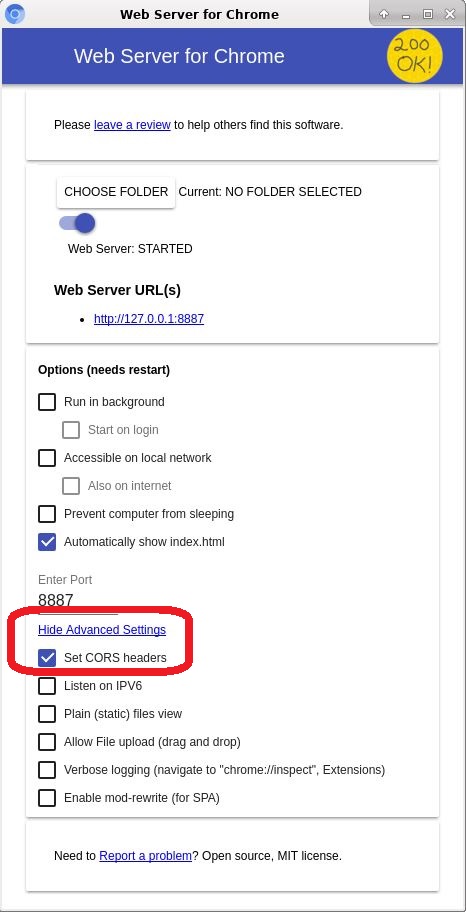 Web Server for Chrome
Web Server for Chrome
200
OK!
Please leave a review to help others find this software.
CHOOSE FOLDER Current: NO FOLDER SELECTED
Web Server: STARTED
Web Server URL(s)
• http://127.0.0.1:8887
Options (needs restart)
Run in background
Start on login
Accessible on local network
Also on internet
Prevent computer from sleeping
Automatically show index.html
Enter Port
8887
Hide Advanced Settings
Set CORS headers
Listen on IPV6
Plain (static) files view
Allow File upload (drag and drop)
Verbose logging (navigate to "chrome://inspect", Extensions)
Enable mod-rewrite (for SPA)
Need to Report a problem? Open source, MIT license.